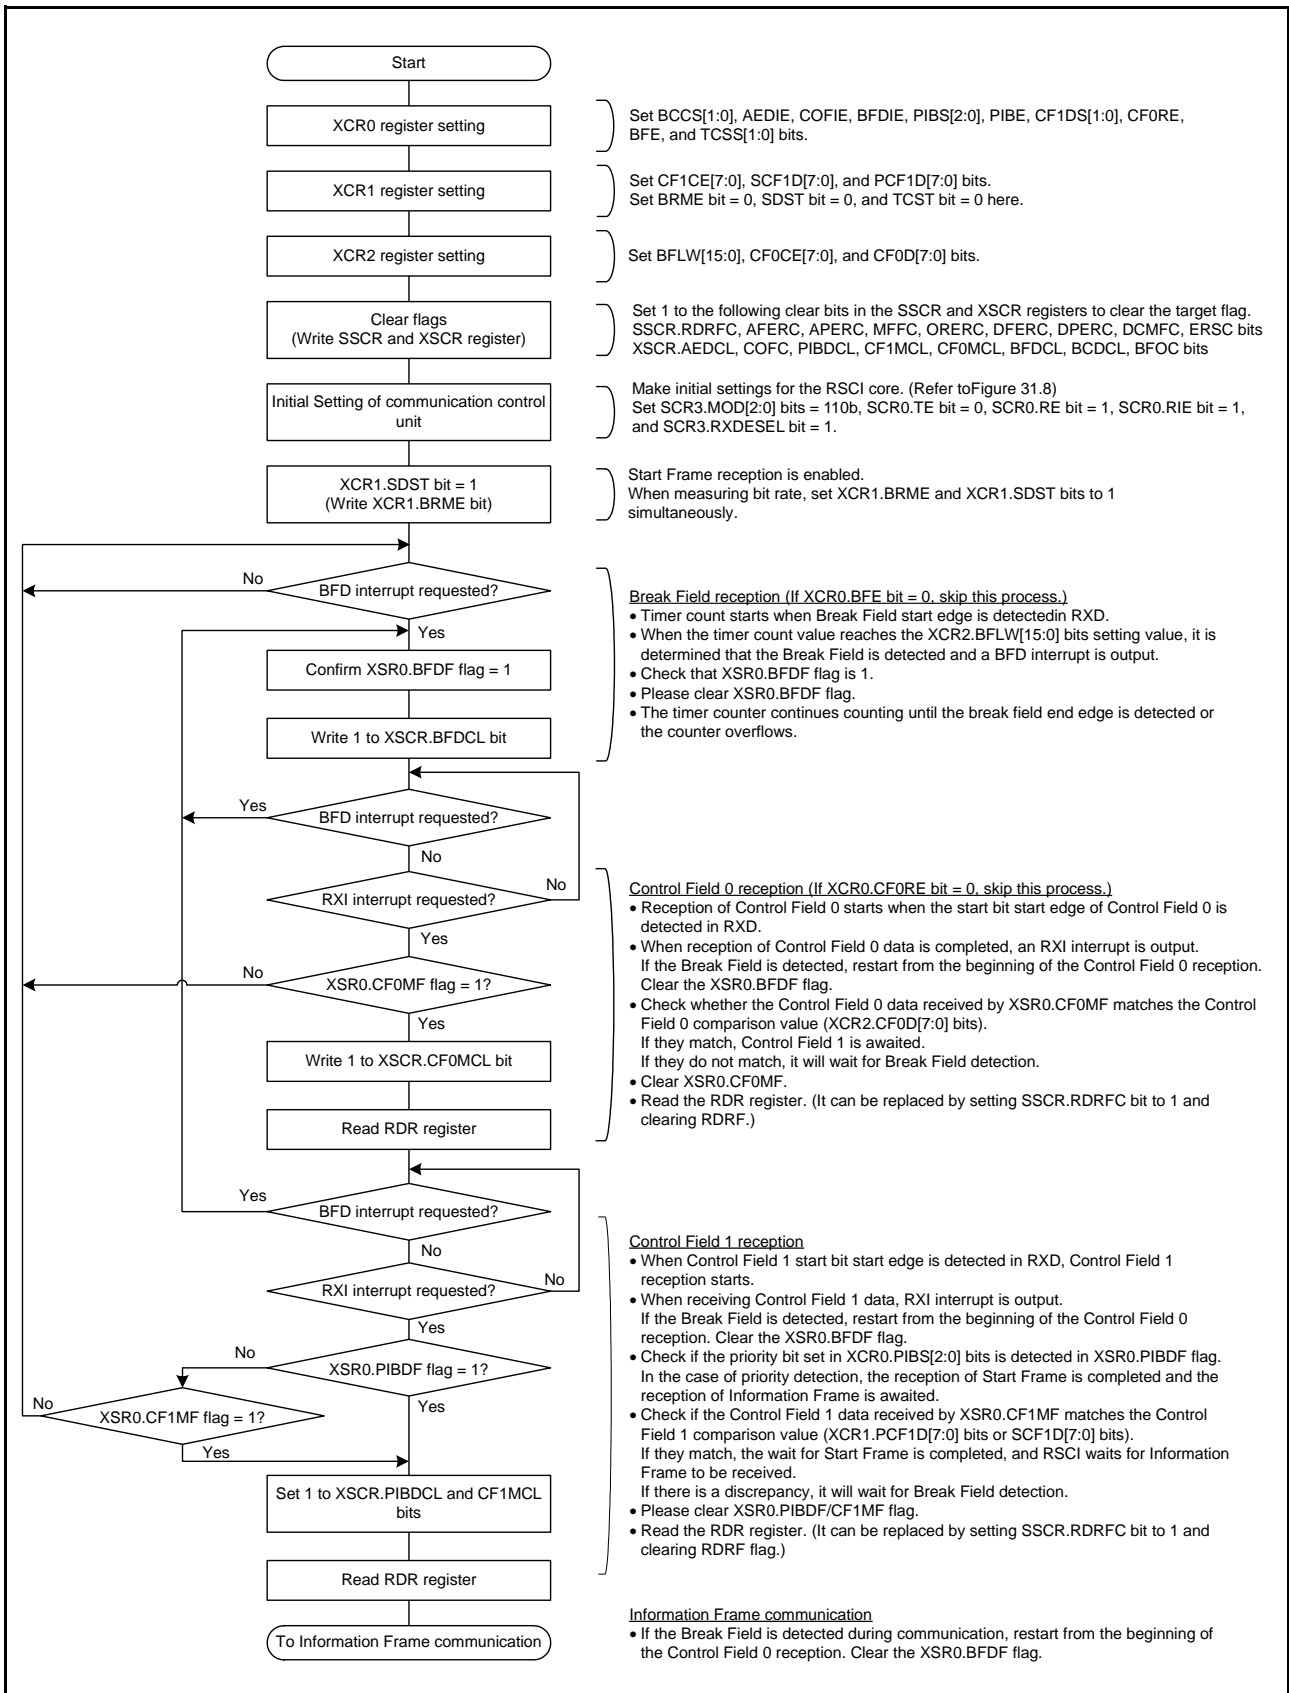 Start
XCR0 register setting
Set BCCS[1:0], AEDIE, COFIE, BFDIE, PIBS[2:0], PIBE, CF1DS[1:0], CF0RE,
BFE, and TCSS[1:0] bits.
XCR1 register setting
Set CF1CE[7:0], SCF1D[7:0], and PCF1D[7:0] bits.
Set BRME bit = 0, SDST bit = 0, and TCST bit = 0 here.
XCR2 register setting
Set BFLW[15:0], CF0CE[7:0], and CF0D[7:0] bits.
Clear flags
(Write SSCR and XSCR register)
Set 1 to the following clear bits in the SSCR and XSCR registers to clear the target flag.
SSCR.RDRFC, AFERC, APERC, MFFC, ORERC, DFERC, DPERC, DCMFC, ERSC bits
XSCR.AEDCL, COFC, PIBDCL, CF1MCL, CF0MCL, BFDCL, BCDCL, BFOC bits
Initial Setting of communication control
unit
Make initial settings for the RSCI core. (Refer toFigure 31.8)
Set SCR3.MOD[2:0] bits = 110b, SCR0.TE bit = 0, SCR0.RE bit = 1, SCR0.RIE bit = 1,
and SCR3.RXDESEL bit = 1.
XCR1.SDST bit = 1
(Write XCR1.BRME bit)
Start Frame reception is enabled.
When measuring bit rate, set XCR1.BRME and XCR1.SDST bits to 1
simultaneously.
No
BFD interrupt requested?
Yes
Confirm XSR0.BFDF flag = 1
Write 1 to XSCR.BFDCL bit
Break Field reception (If XCR0.BFE bit = 0, skip this process.)
• Timer count starts when Break Field start edge is detectedin RXD.
• When the timer count value reaches the XCR2.BFLW[15:0] bits setting value, it is
determined that the Break Field is detected and a BFD interrupt is output.
• Check that XSR0.BFDF flag is 1.
• Please clear XSR0.BFDF flag.
• The timer counter continues counting until the break field end edge is detected or
the counter overflows.
Yes
BFD interrupt requested?
No
RXI interrupt requested?
No
Yes
No
XSR0.CF0MF flag = 1?
Yes
Write 1 to XSCR.CF0MCL bit
Read RDR register
Control Field 0 reception (If XCR0.CF0RE bit = 0, skip this process.)
• Reception of Control Field 0 starts when the start bit start edge of Control Field 0 is
detected in RXD.
• When reception of Control Field 0 data is completed, an RXI interrupt is output.
If the Break Field is detected, restart from the beginning of the Control Field 0 reception.
Clear the XSR0.BFDF flag.
• Check whether the Control Field 0 data received by XSR0.CF0MF matches the Control
Field 0 comparison value (XCR2.CF0D[7:0] bits).
If they match, Control Field 1 is awaited.
If they do not match, it will wait for Break Field detection.
• Clear XSR0.CF0MF.
• Read the RDR register. (It can be replaced by setting SSCR.RDRFC bit to 1 and
clearing RDRF.)
Yes
BFD interrupt requested?
No
RXI interrupt requested?
No
Yes
No
XSR0.PIBDF flag = 1?
Yes
No
XSR0.CF1MF flag = 1?
Yes
Set 1 to XSCR.PIBDCL and CF1MCL
bits
Read RDR register
Control Field 1 reception
• When Control Field 1 start bit start edge is detected in RXD, Control Field 1
reception starts.
• When receiving Control Field 1 data, RXI interrupt is output.
If the Break Field is detected, restart from the beginning of the Control Field 0
reception. Clear the XSR0.BFDF flag.
• Check if the priority bit set in XCR0.PIBS[2:0] bits is detected in XSR0.PIBDF flag.
In the case of priority detection, the reception of Start Frame is completed and the
reception of Information Frame is awaited.
• Check if the Control Field 1 data received by XSR0.CF1MF matches the Control
Field 1 comparison value (XCR1.PCF1D[7:0] bits or SCF1D[7:0] bits).
If they match, the wait for Start Frame is completed, and RSCI waits for Information
Frame to be received.
If there is a discrepancy, it will wait for Break Field detection.
• Please clear XSR0.PIBDF/CF1MF flag.
• Read the RDR register. (It can be replaced by setting SSCR.RDRFC bit to 1 and
clearing RDRF flag.)
To Information Frame communication
Information Frame communication
• If the Break Field is detected during communication, restart from the beginning of
the Control Field 0 reception. Clear the XSR0.BFDF flag.